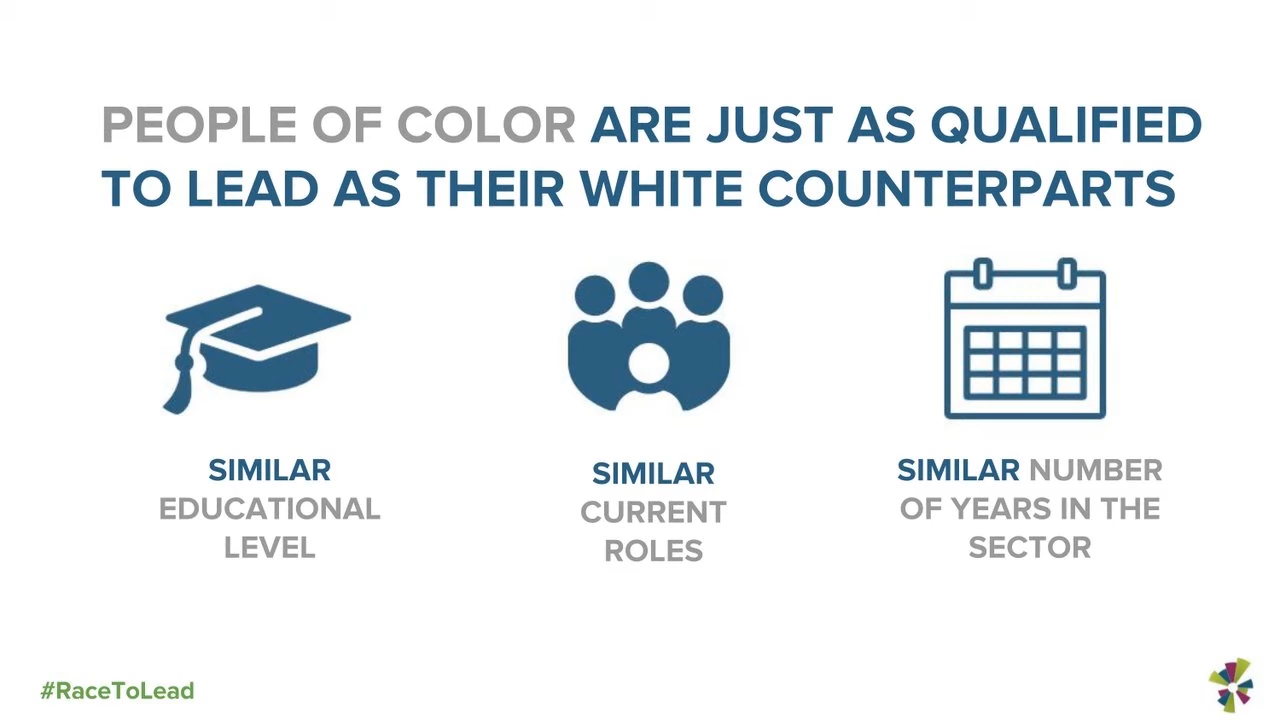 PEOPLE OF COLOR ARE JUST AS QUALIFIED
TO LEAD AS THEIR WHITE COUNTERPARTS
SIMILAR
EDUCATIONAL
LEVEL
SIMILAR
CURRENT
ROLES
SIMILAR NUMBER
OF YEARS IN THE
SECTOR
#RaceToLead